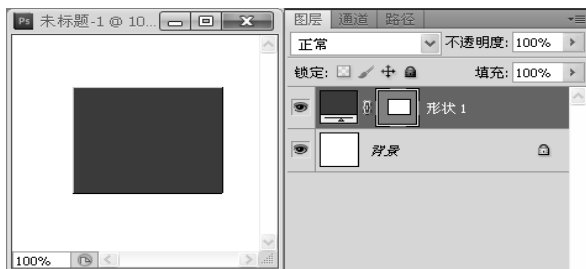 Ps 未标题-1 @ 10...
100%
图层 通道 路径
正常 不透明度: 100%
锁定: 填充: 100%
形状 1
背景